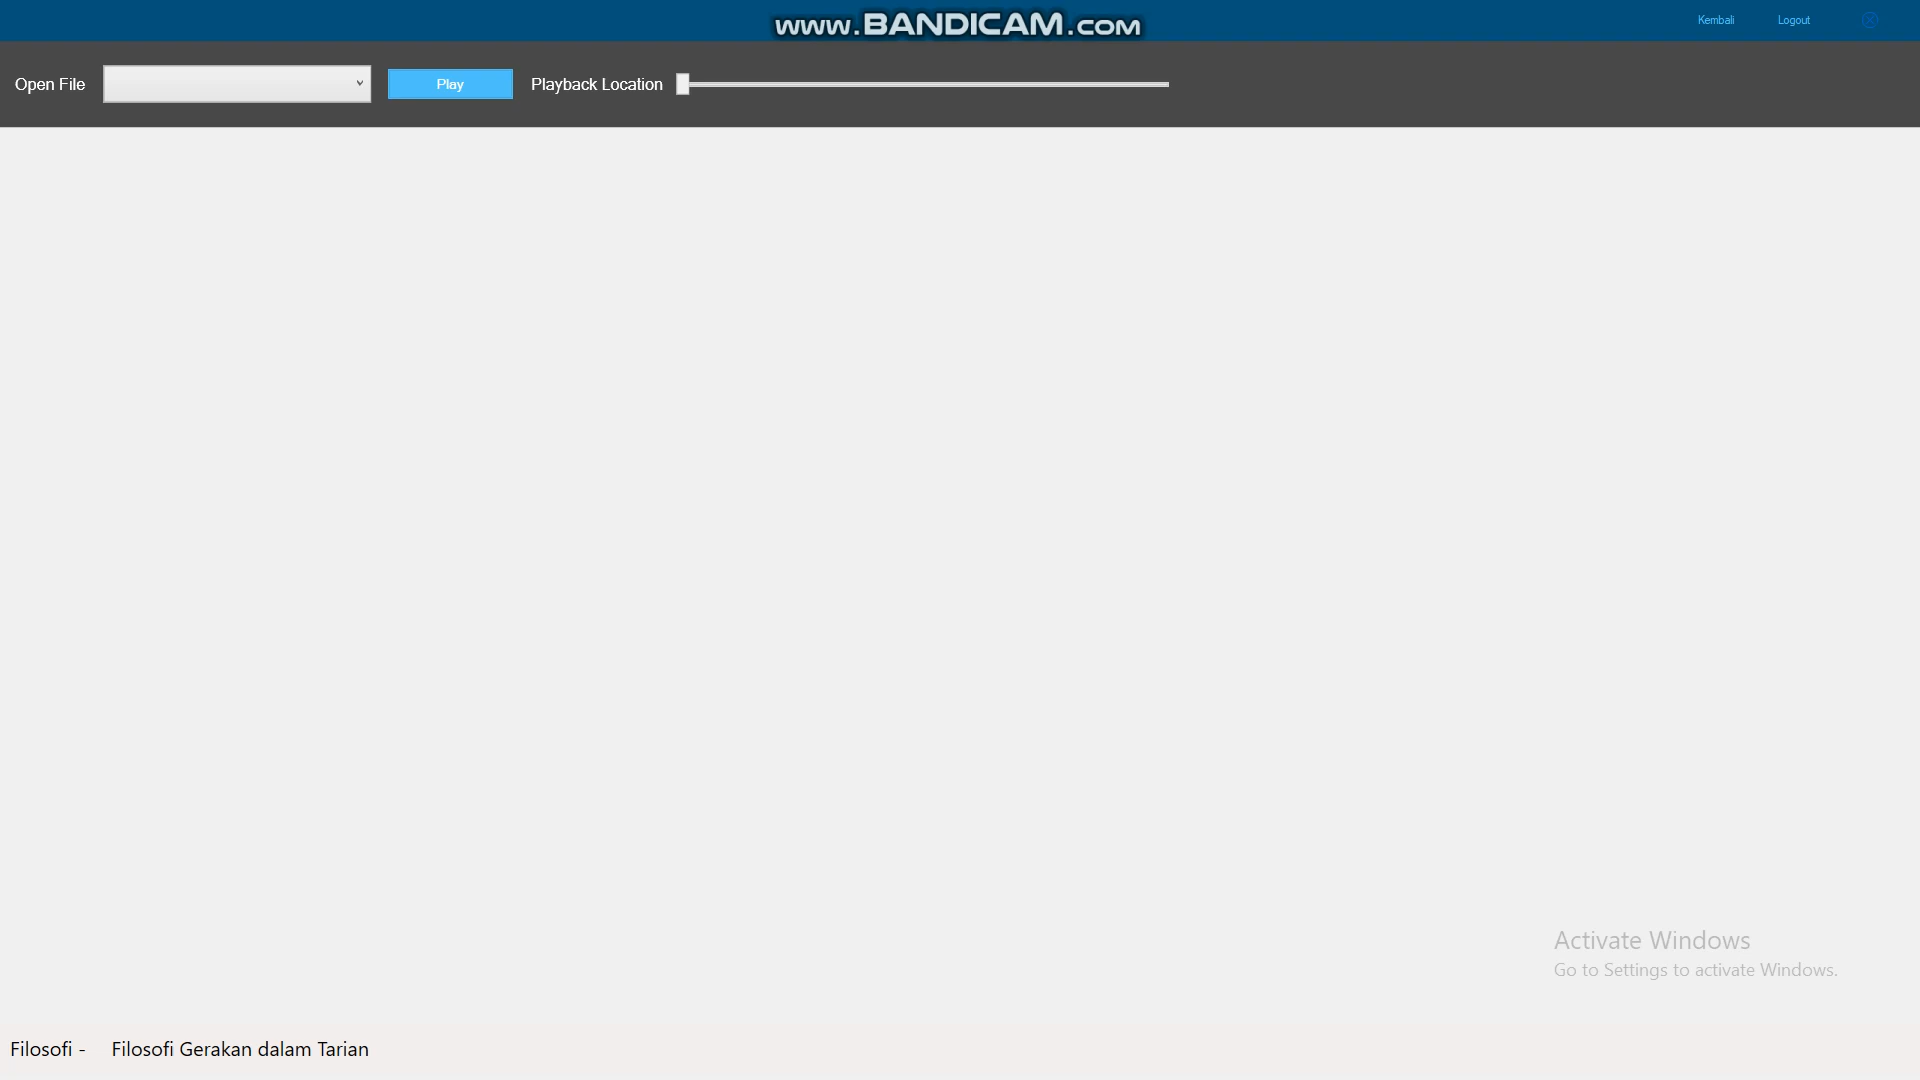 www.BANDICAM.com
Kembali Logout
Open File Play Playback Location
Activate Windows
Go to Settings to activate Windows.
Filosofi - Filosofi Gerakan dalam Tarian